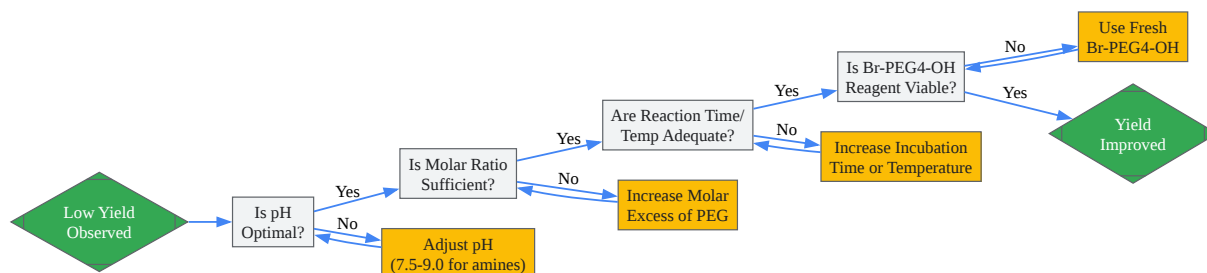 Low Yield
Observed
Is pH
Optimal?
Yes
No
Adjust pH
(7.5-9.0 for amines)
Is Molar Ratio
Sufficient?
Yes
No
Increase Molar
Excess of PEG
Are Reaction Time/
Temp Adequate?
Yes
No
Increase Incubation
Time or Temperature
Is Br-PEG4-OH
Reagent Viable?
No
Use Fresh
Br-PEG4-OH
Yes
Yield
Improved